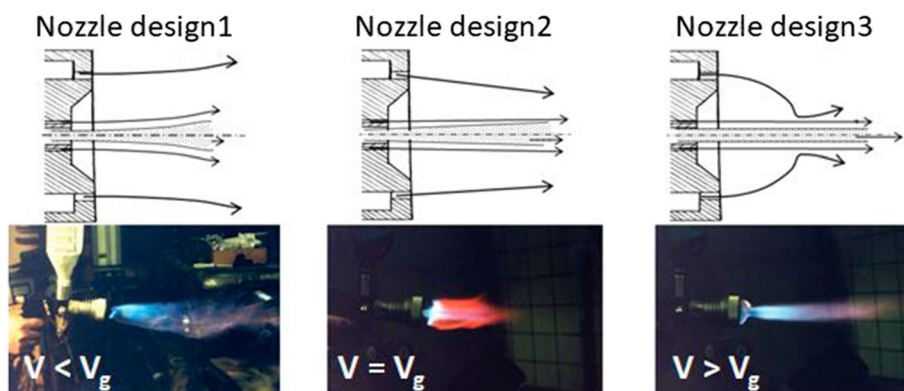 Nozzle design1
Nozzle design2
Nozzle design3
V < Vg
V = Vg
V > Vg